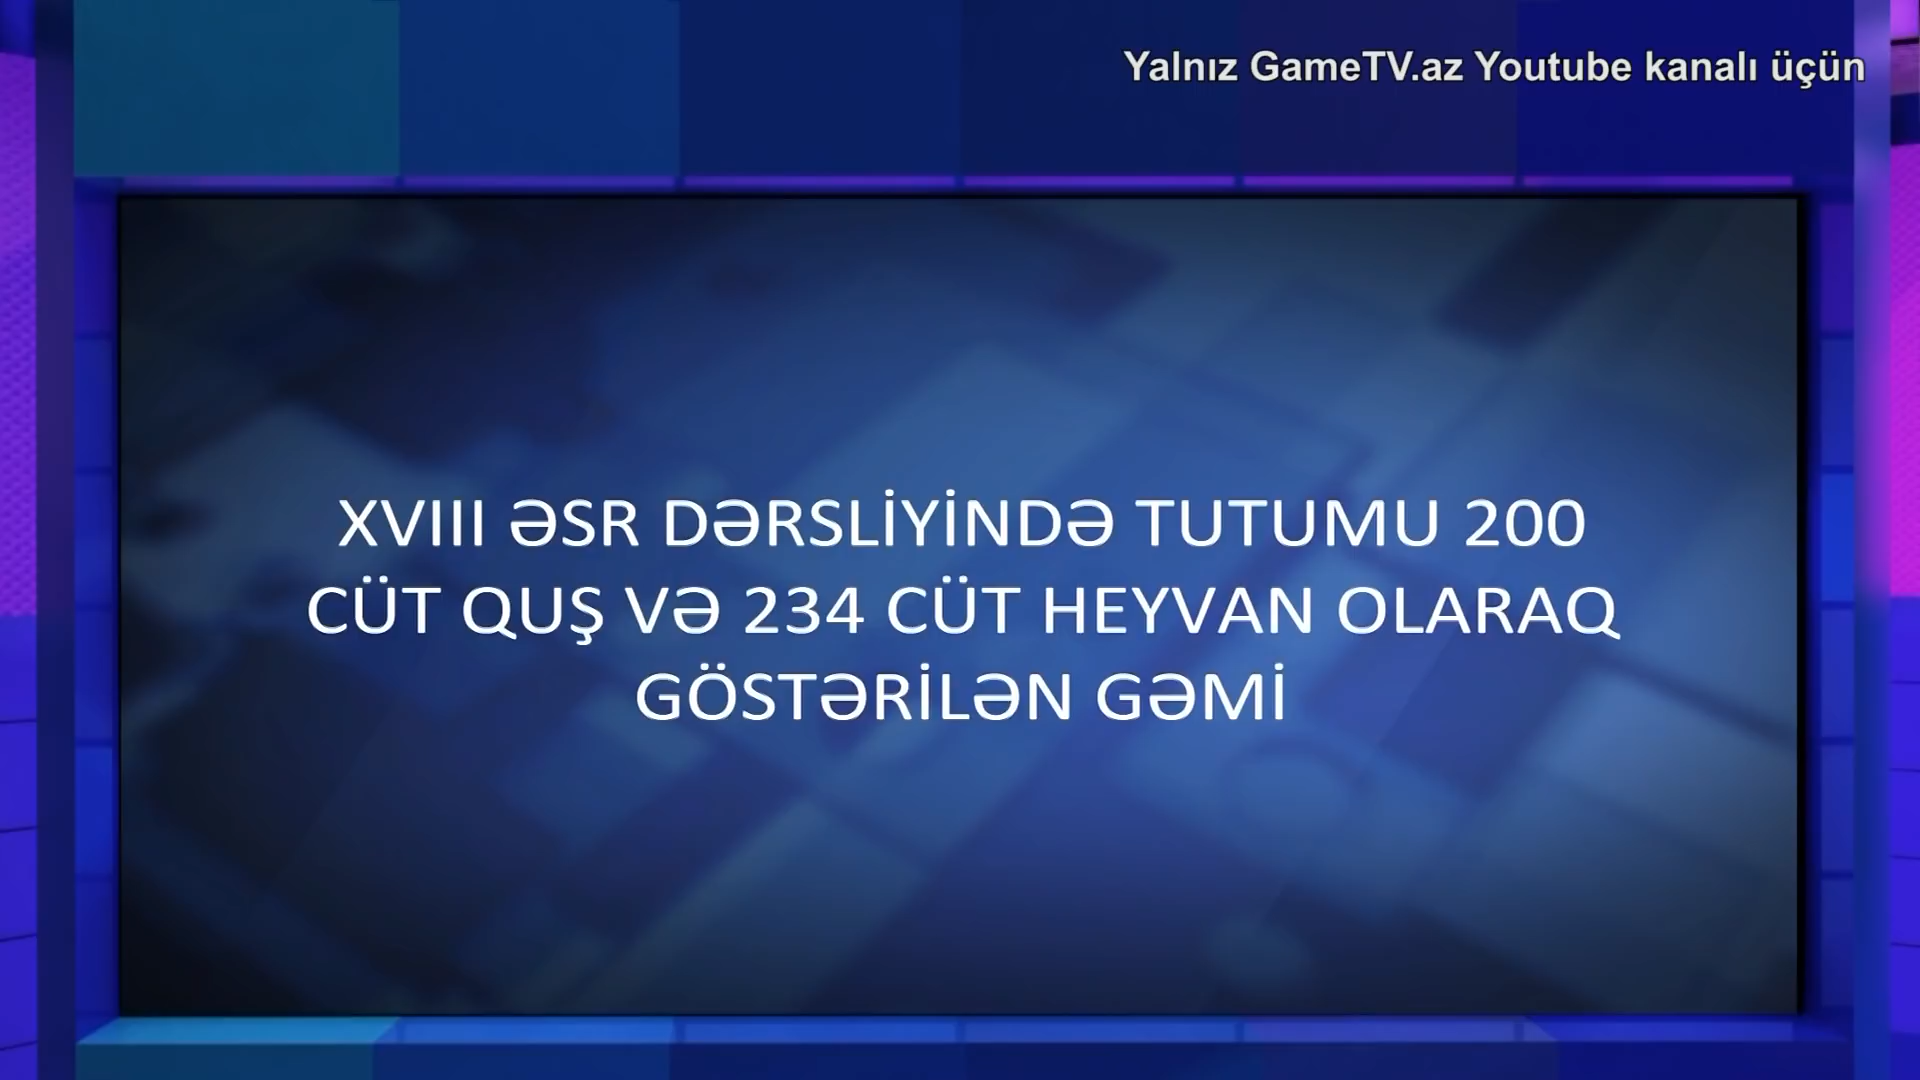 Yalnız GameTV.az Youtube kanalı üçün
XVIII ƏSR DƏRSLİYİNDƏ TUTUMU 200
CÜT QUŞ VƏ 234 CÜT HEYVAN OLARAQ
GÖSTƏRİLƏN GƏMİ